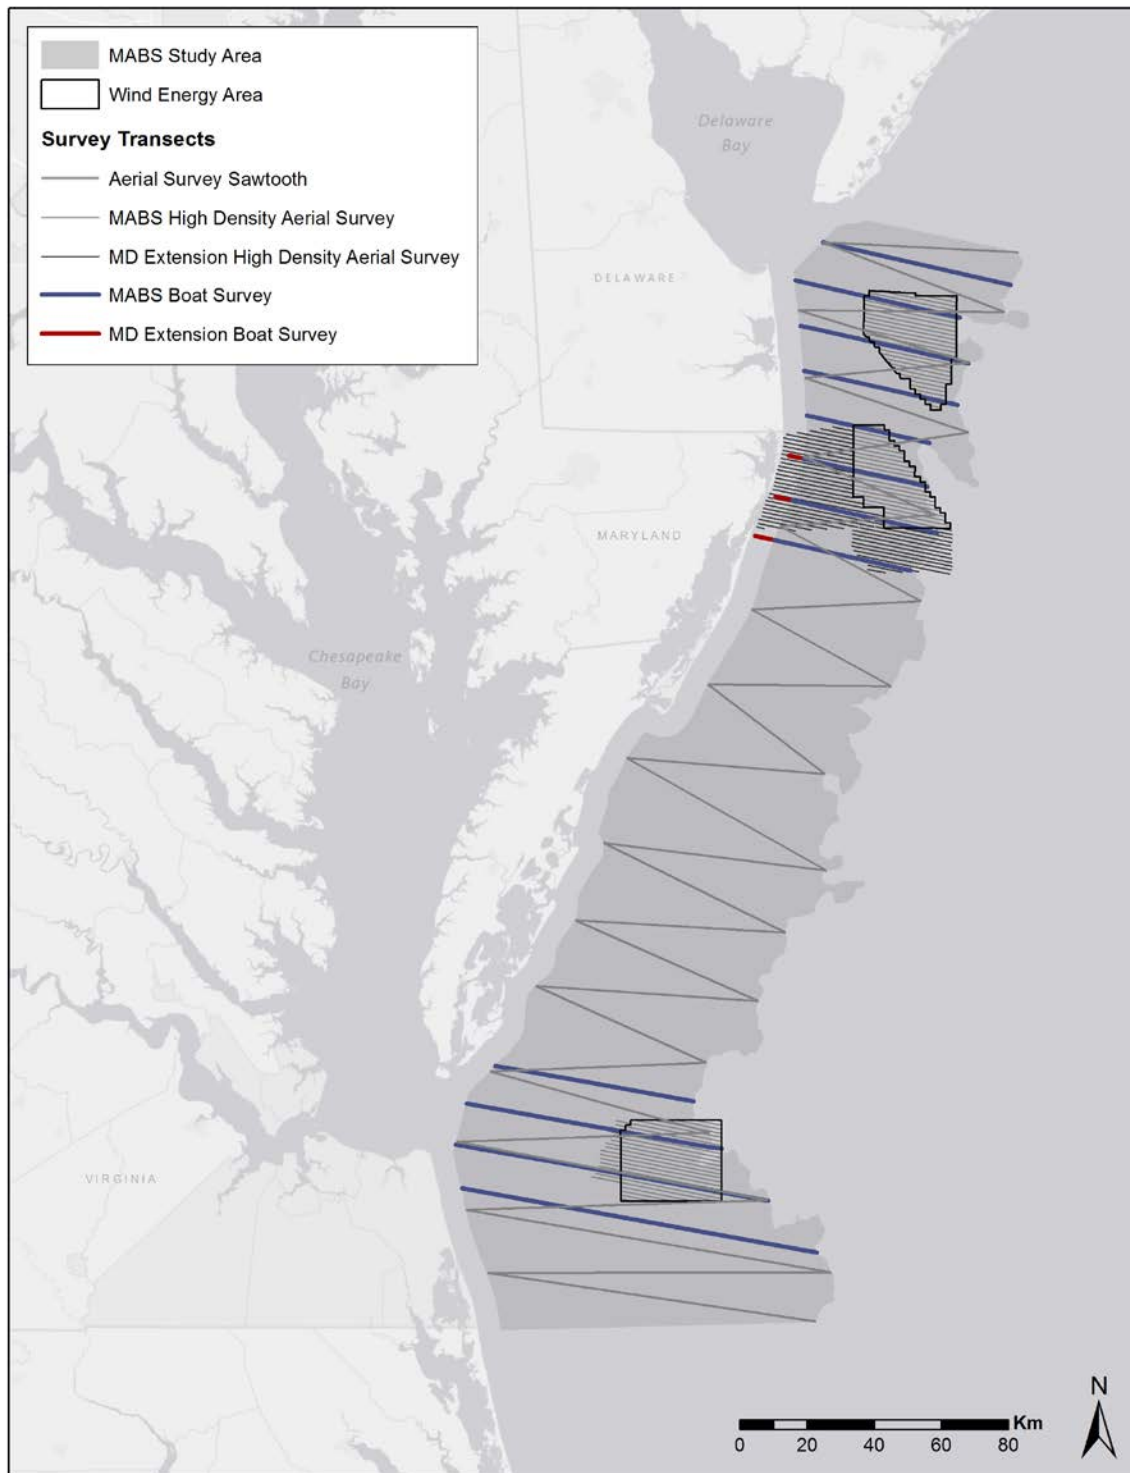 MABS Study Area
Wind Energy Area
Survey Transects
Aerial Survey Sawtooth
MABS High Density Aerial Survey
MD Extension High Density Aerial Survey
MABS Boat Survey
MD Extension Boat Survey
Delaware
Bay
DELAWARE
MARYLAND
Chesapeake
Bay
VIRGINIA
N
Km
0 20 40 60 80